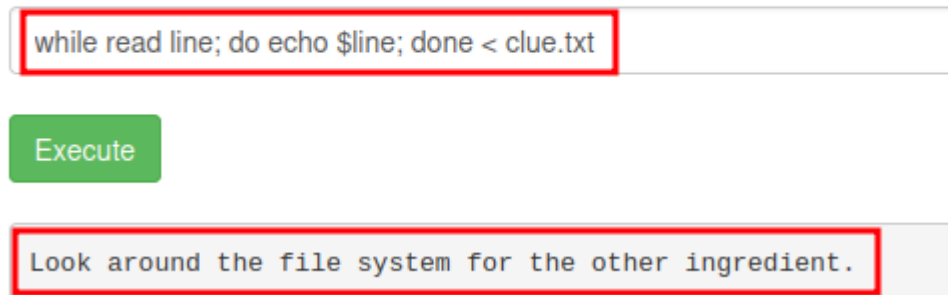 while read line; do echo $line; done < clue.txt
Execute
Look around the file system for the other ingredient.